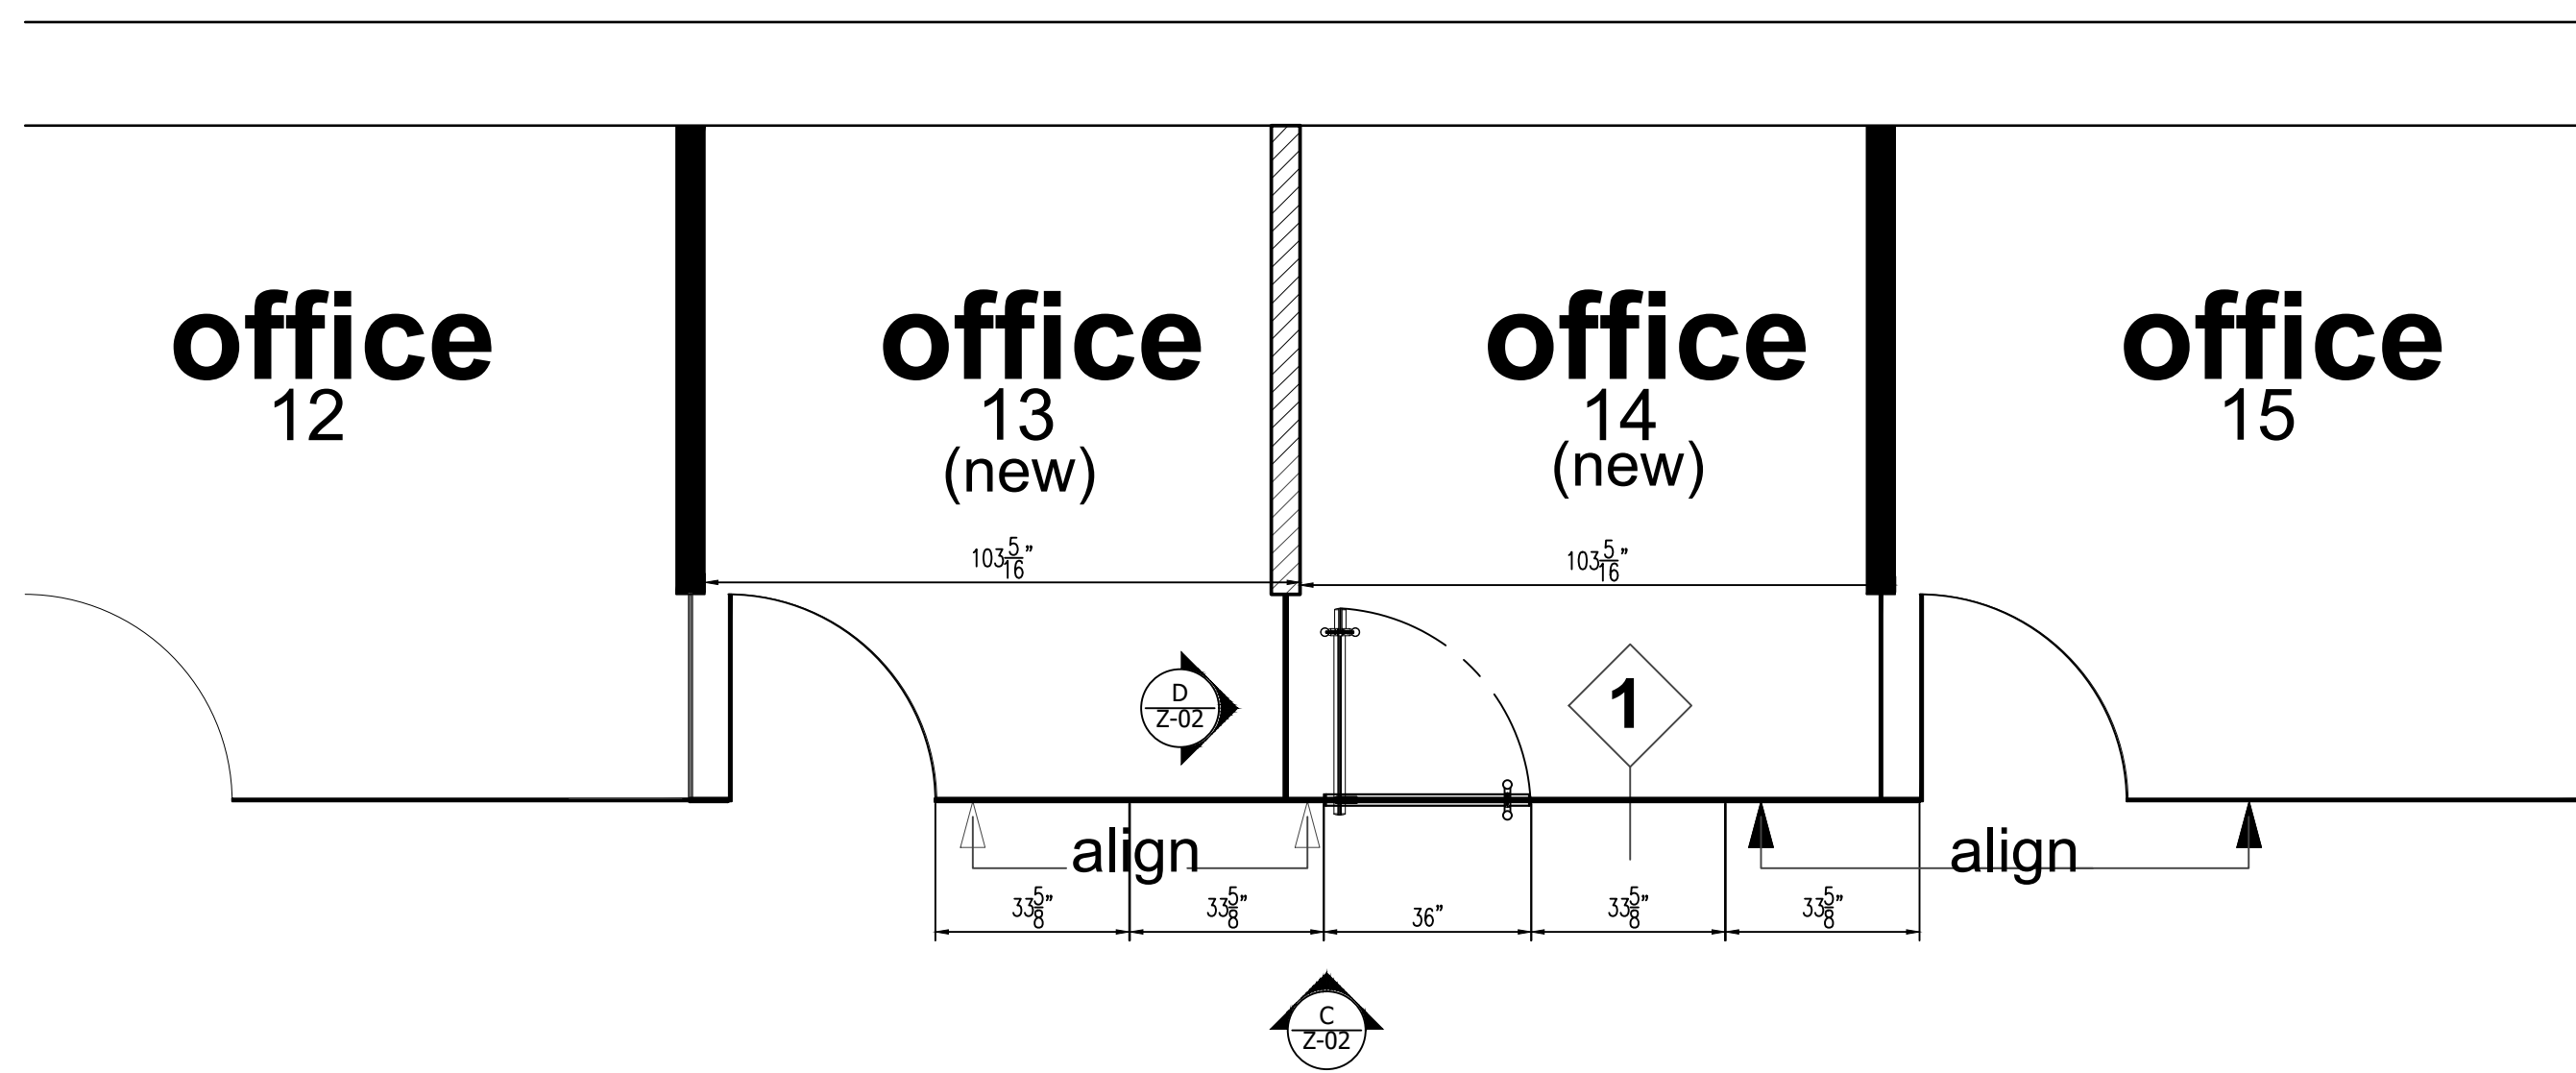 office
12
office
13
(new)
office
14
(new)
office
15
103 5/16"
103 5/16"
D
Z-02
1
align
align
33 5/8"
33 5/8"
36"
33 5/8"
33 5/8"
C
Z-02